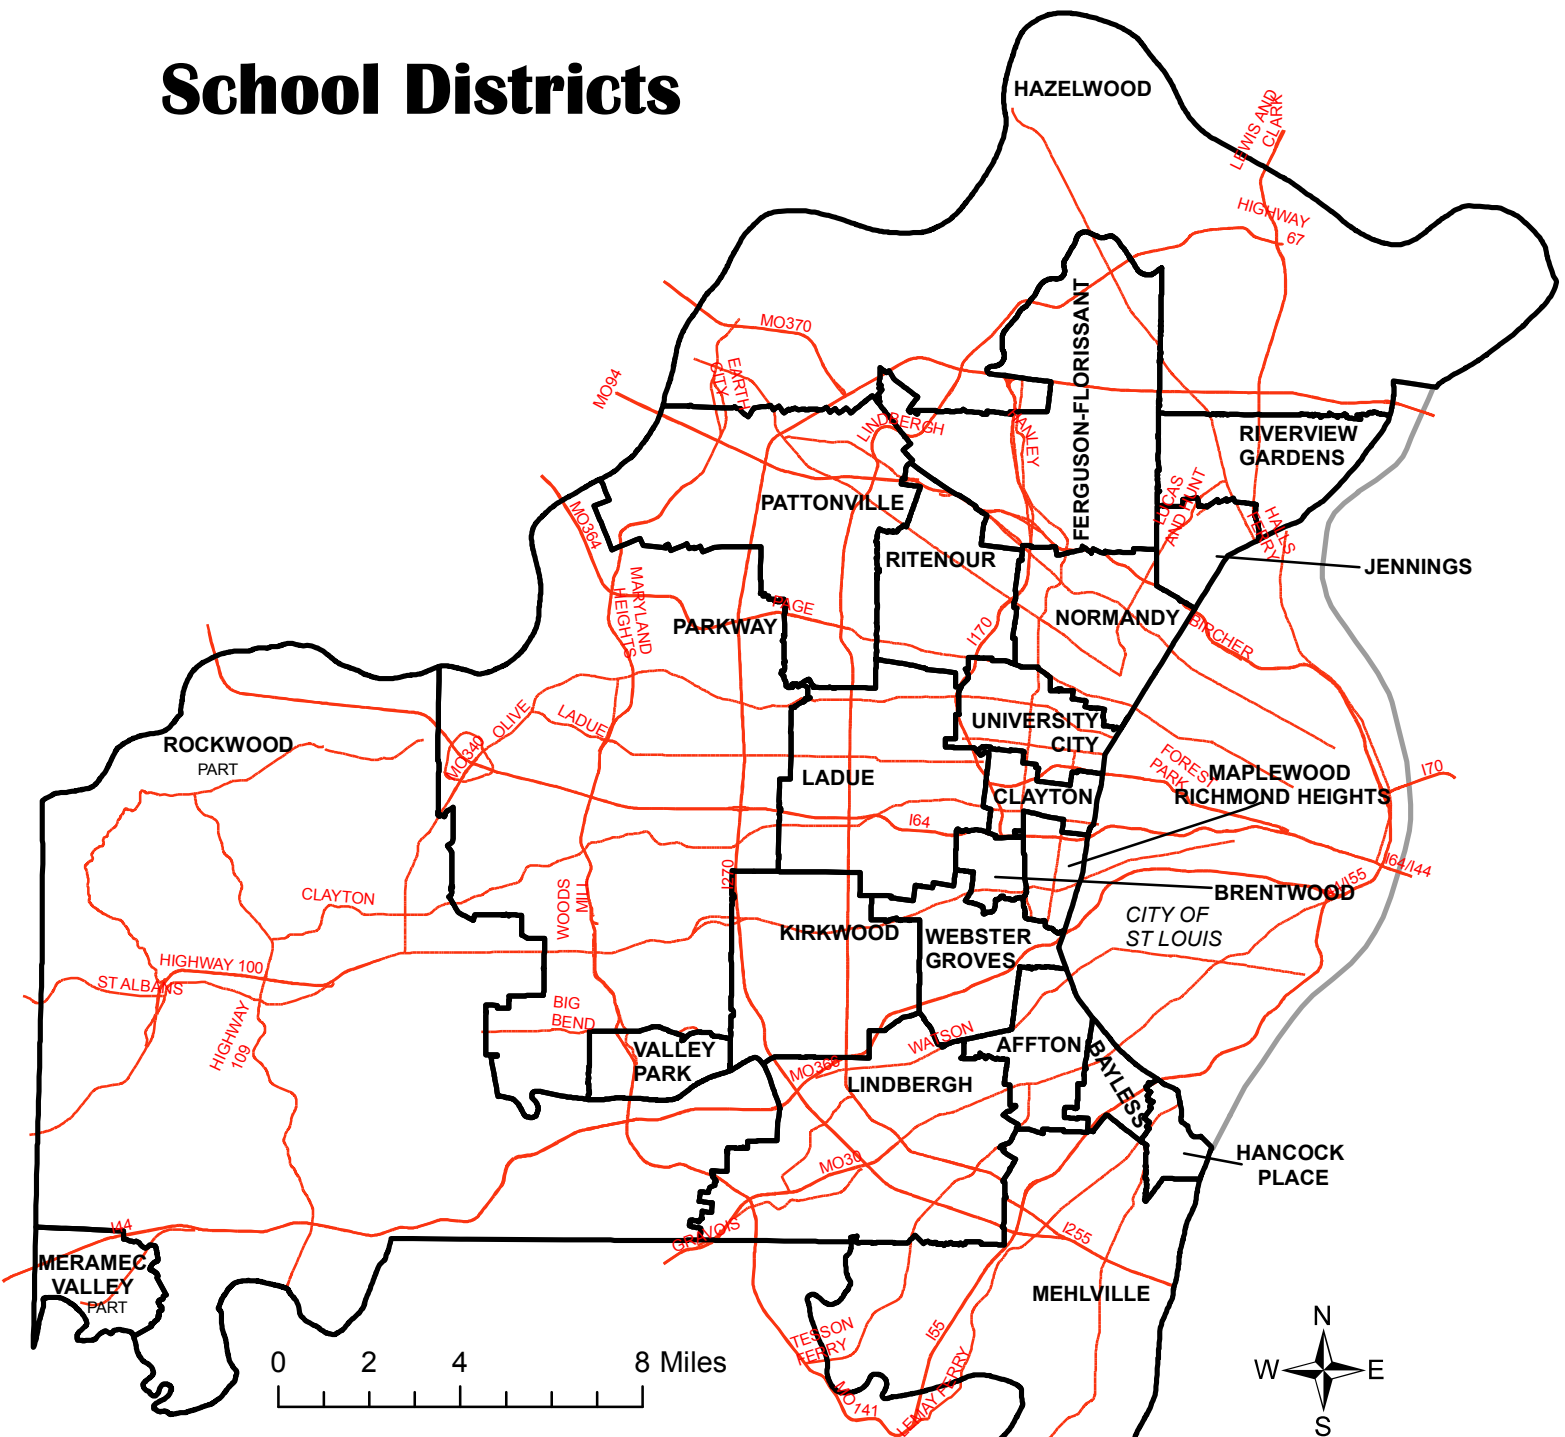 School Districts
HAZELWOOD
LEWIS AND
CLARK
HIGHWAY
67
MO370
EARTH
CITY
MO94
LINDBERGH
HANLEY
FERGUSON-FLORISSANT
RIVERVIEW
GARDENS
LUCAS
AND HUNT
HALLS
FERRY
PATTONVILLE
MO364
RITENOUR
JENNINGS
MARYLAND
HEIGHTS
PAGE
PARKWAY
I170
NORMANDY
BIRCHER
OLIVE
LADUE
UNIVERSITY
CITY
ROCKWOOD
PART
MO340
FOREST
PARK
LADUE
MAPLEWOOD
RICHMOND HEIGHTS
I70
CLAYTON
I64
I64/I44
I270
I55
BRENTWOOD
CLAYTON
WOODS
MILL
CITY OF
ST LOUIS
KIRKWOOD
WEBSTER
GROVES
HIGHWAY 100
ST ALBANS
BIG
BEND
HIGHWAY
109
VALLEY
PARK
WATSON
AFFTON
BAYLESS
MO366
LINDBERGH
HANCOCK
PLACE
MO30
I44
GRAVOIS
I255
MERAMEC
VALLEY
PART
MEHLVILLE
TESSON
FERRY
I55
LEMAY FERRY
MO141
0 2 4 8 Miles
N
W E
S